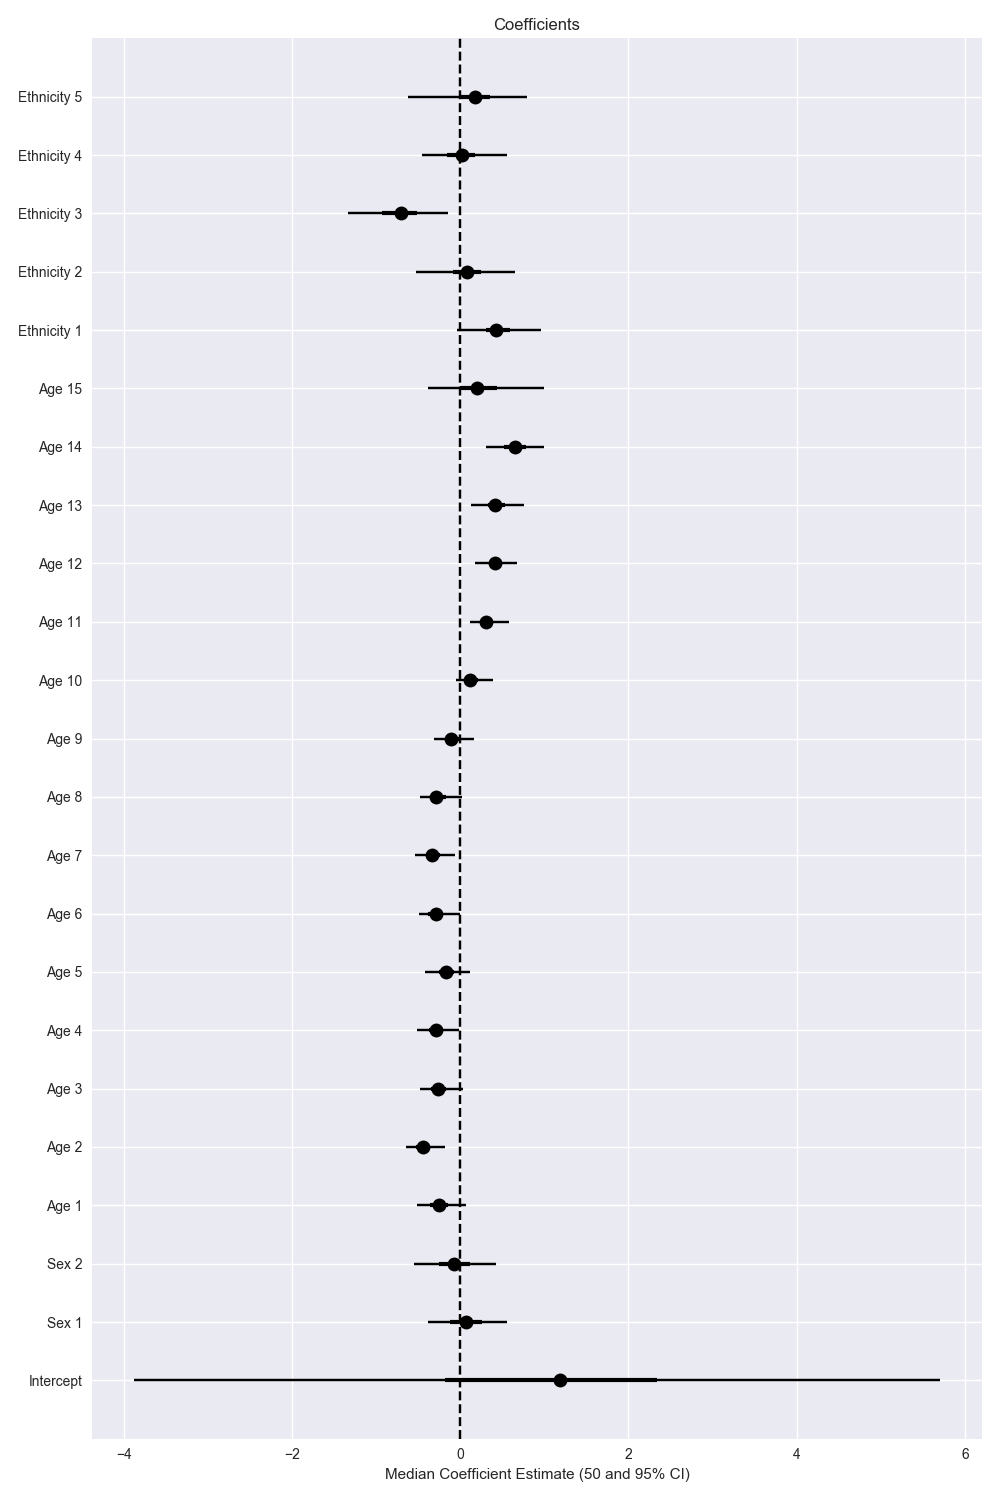 Coefficients
Ethnicity 5
Ethnicity 4
Ethnicity 3
Ethnicity 2
Ethnicity 1
Age 15
Age 14
Age 13
Age 12
Age 11
Age 10
Age 9
Age 8
Age 7
Age 6
Age 5
Age 4
Age 3
Age 2
Age 1
Sex 2
Sex 1
Intercept
−4 −2 0 2 4 6
Median Coefficient Estimate (50 and 95% CI)